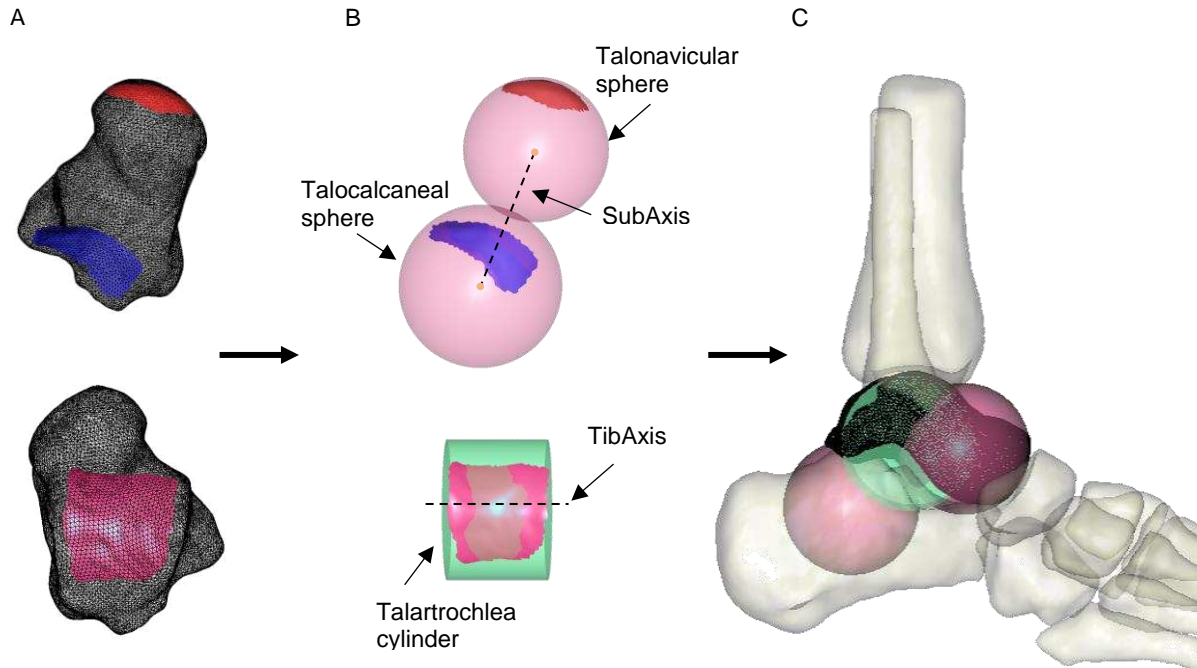 A
B
C
Talonavicular
sphere
Talocalcaneal
sphere
SubAxis
TibAxis
Talartrochlea
cylinder